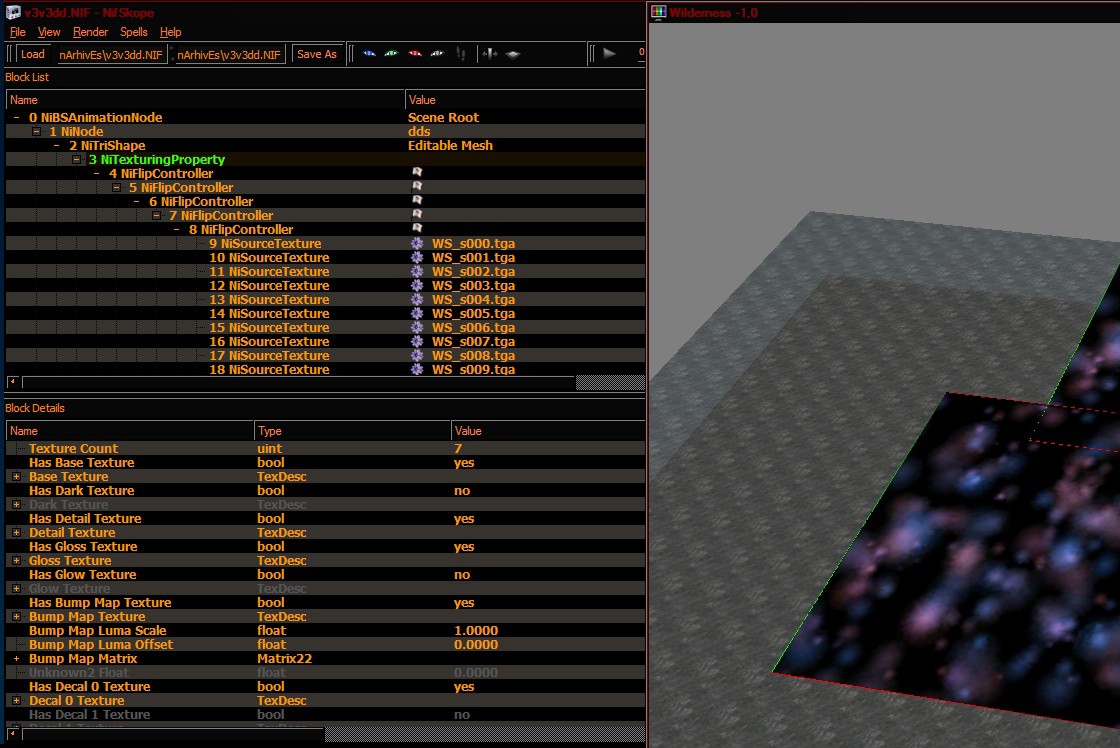 v3v3dd.NIF - NifSkope
File View Render Spells Help
Load nArhivEs\v3v3dd.NIF nArhivEs\v3v3dd.NIF Save As 0
Block List
Name Value
0 NiBSAnimationNode Scene Root
1 NiNode dds
2 NiTriShape Editable Mesh
3 NiTexturingProperty
4 NiFlipController
5 NiFlipController
6 NiFlipController
7 NiFlipController
8 NiFlipController
9 NiSourceTexture WS_s000.tga
10 NiSourceTexture WS_s001.tga
11 NiSourceTexture WS_s002.tga
12 NiSourceTexture WS_s003.tga
13 NiSourceTexture WS_s004.tga
14 NiSourceTexture WS_s005.tga
15 NiSourceTexture WS_s006.tga
16 NiSourceTexture WS_s007.tga
17 NiSourceTexture WS_s008.tga
18 NiSourceTexture WS_s009.tga
Block Details
Name Type Value
Texture Count uint 7
Has Base Texture bool yes
Base Texture TexDesc
Has Dark Texture bool no
Dark Texture TexDesc
Has Detail Texture bool yes
Detail Texture TexDesc
Has Gloss Texture bool yes
Gloss Texture TexDesc
Has Glow Texture bool no
Glow Texture TexDesc
Has Bump Map Texture bool yes
Bump Map Texture TexDesc
Bump Map Luma Scale float 1.0000
Bump Map Luma Offset float 0.0000
Bump Map Matrix Matrix22
Unknown2 Float float 0.0000
Has Decal 0 Texture bool yes
Decal 0 Texture TexDesc
Has Decal 1 Texture bool no
Decal 1 Texture TexDesc
Wilderness -1,0